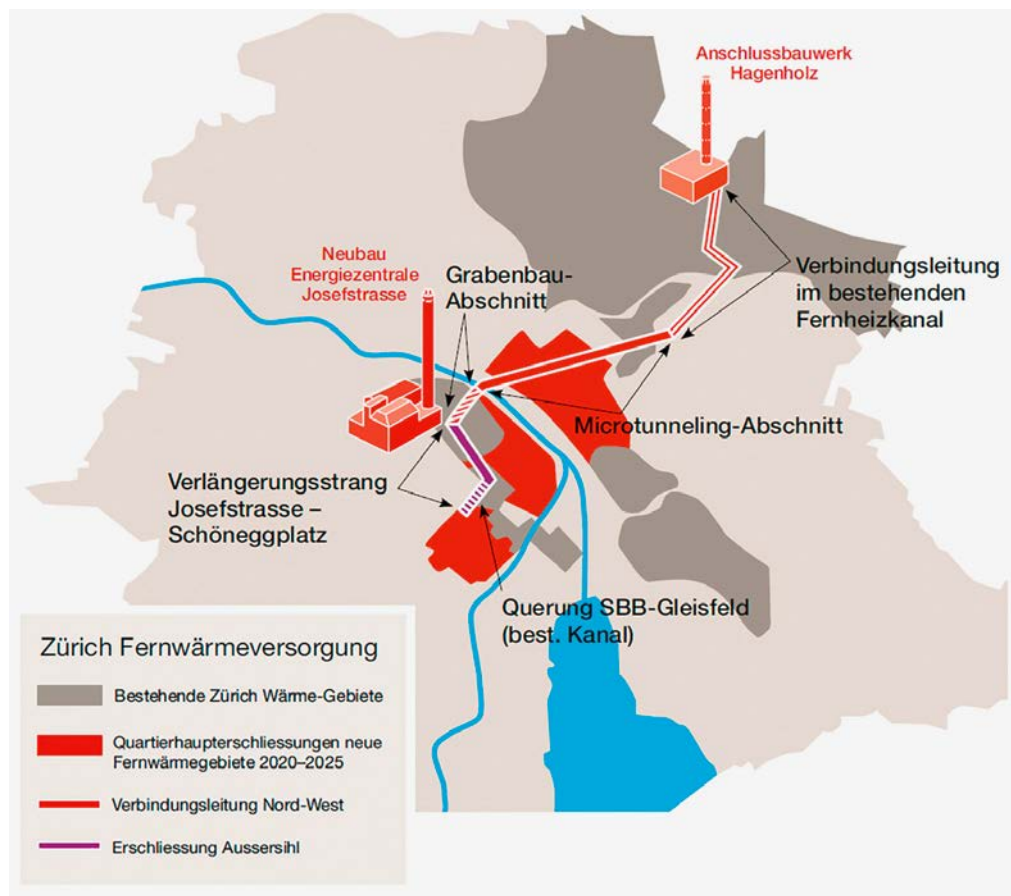 Anschlussbauwerk
Hagenholz
Neubau
Energiezentrale
Josefstrasse
Grabenbau-
Abschnitt
Verbindungsleitung
im bestehenden
Fernheizkanal
Microtunneling-Abschnitt
Verlängerungsstrang
Josefstrasse –
Schöneggplatz
Querung SBB-Gleisfeld
(best. Kanal)
Zürich Fernwärmeversorgung
Bestehende Zürich Wärme-Gebiete
Quartierhaupterschliessungen neue
Fernwärmegebiete 2020–2025
Verbindungsleitung Nord-West
Erschliessung Aussersihl